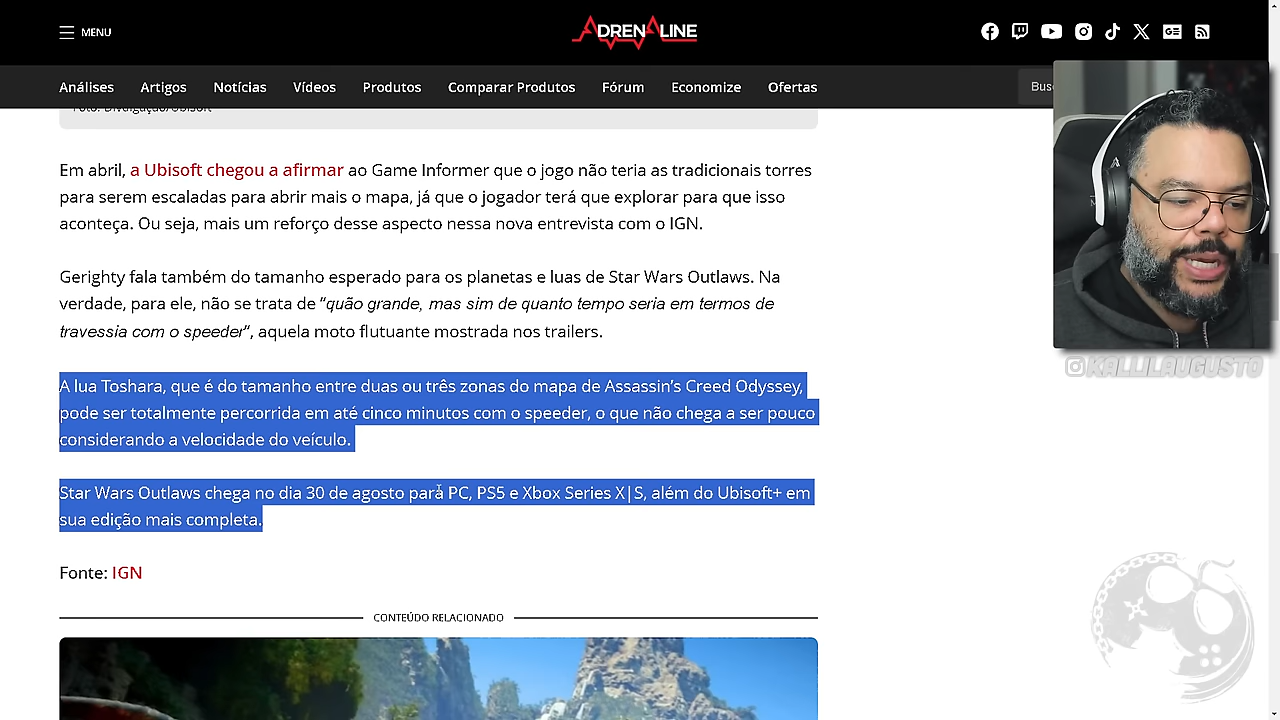 MENU
ADRENALINE
Análises
Artigos
Notícias
Vídeos
Produtos
Comparar Produtos
Fórum
Economize
Ofertas
Foto: Divulgação/Ubisoft
Em abril, a Ubisoft chegou a afirmar ao Game Informer que o jogo não teria as tradicionais torres
para serem escaladas para abrir mais o mapa, já que o jogador terá que explorar para que isso
aconteça. Ou seja, mais um reforço desse aspecto nessa nova entrevista com o IGN.
Gerighty fala também do tamanho esperado para os planetas e luas de Star Wars Outlaws. Na
verdade, para ele, não se trata de “quão grande, mas sim de quanto tempo seria em termos de
travessia com o speeder“, aquela moto flutuante mostrada nos trailers.
A lua Toshara, que é do tamanho entre duas ou três zonas do mapa de Assassin’s Creed Odyssey,
pode ser totalmente percorrida em até cinco minutos com o speeder, o que não chega a ser pouco
considerando a velocidade do veículo.
Star Wars Outlaws chega no dia 30 de agosto para PC, PS5 e Xbox Series X|S, além do Ubisoft+ em
sua edição mais completa.
Fonte: IGN
CONTEÚDO RELACIONADO
KALLILAUGUSTO